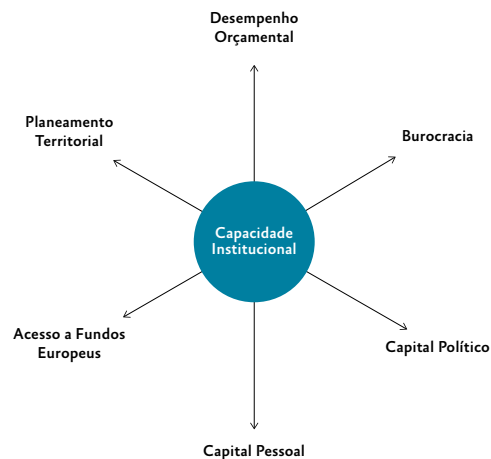 Desempenho
Orçamental
Planeamento
Territorial
Burocracia
Capacidade
Institucional
Acesso a Fundos
Europeus
Capital Político
Capital Pessoal